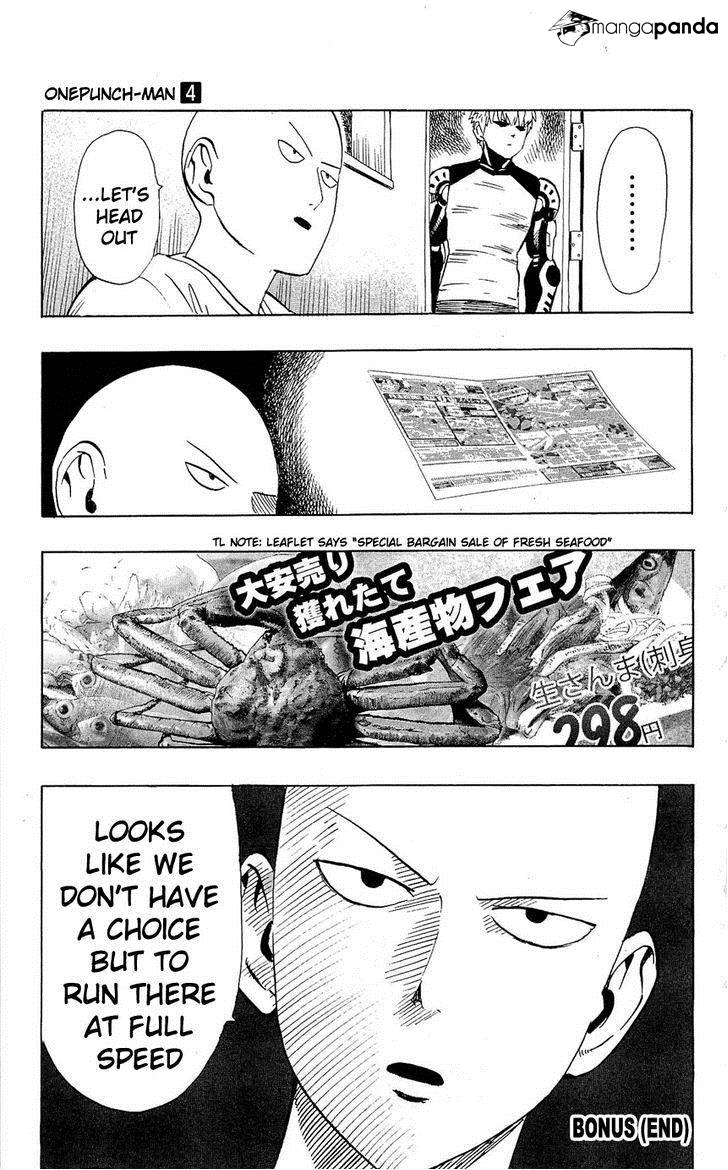 mangapanda
ONEPUNCH-MAN 4
.........
...LET'S
HEAD
OUT
TL NOTE: LEAFLET SAYS "SPECIAL BARGAIN SALE OF FRESH SEAFOOD"
大安売り
獲れたて
海産物フェア
生さんま(刺身
298円
LOOKS
LIKE WE
DON'T HAVE
A CHOICE
BUT TO
RUN THERE
AT FULL
SPEED
BONUS (END)